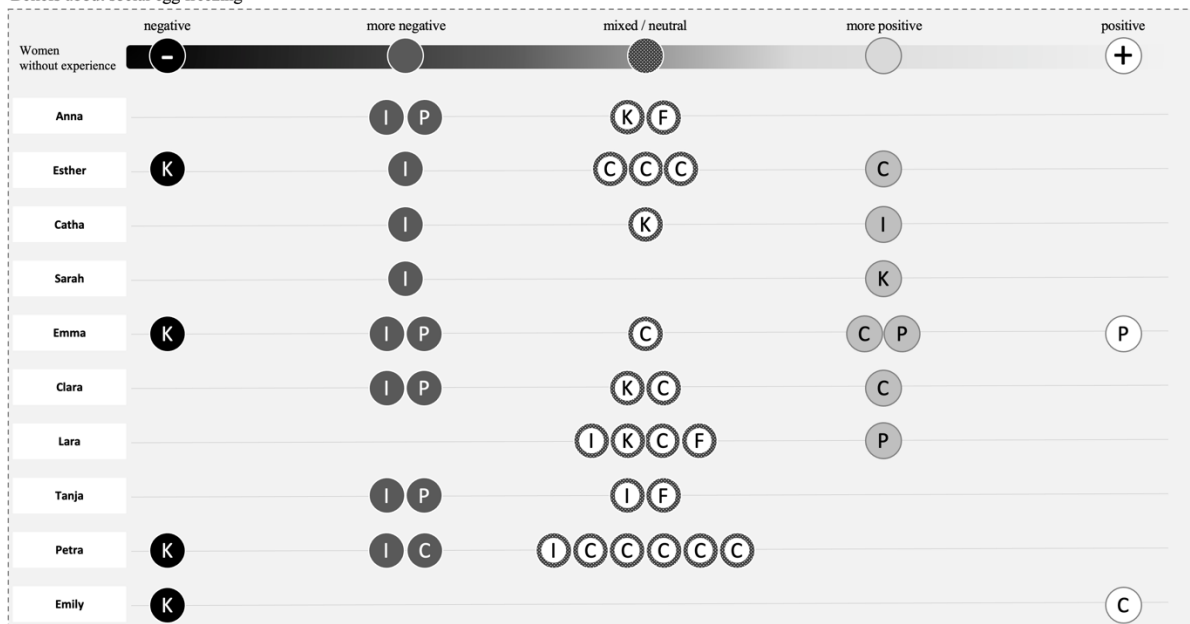 negative more negative mixed / neutral more positive positive
Women
without experience - +
Anna I P K F
Esther K I C C C C
Catha I K I
Sarah I K
Emma K I P C C P P
Clara I P K C C
Lara I K C F P
Tanja I P I F
Petra K I C I C C C C C
Emily K C